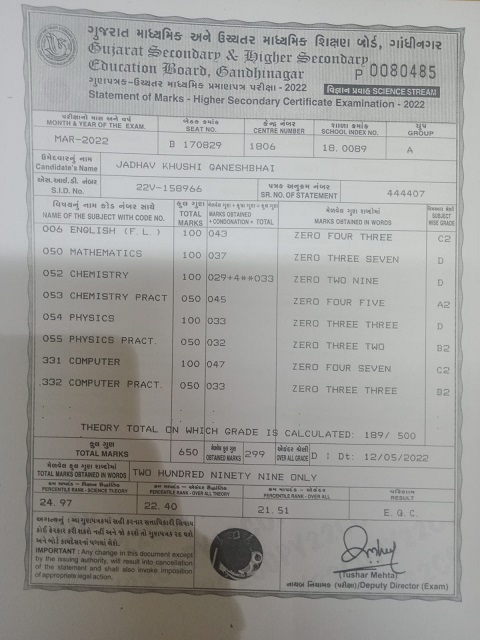 ગુજરાત માધ્યમિક અને ઉચ્ચતર માધ્યમિક શિક્ષણ બોર્ડ, ગાંધીનગર
Gujarat Secondary & Higher Secondary
Education Board, Gandhinagar
P 0080485
ગુણપત્રક-ઉચ્ચતર માધ્યમિક પ્રમાણપત્ર પરીક્ષા - 2022
વિજ્ઞાન પ્રવાહ SCIENCE STREAM
Statement of Marks - Higher Secondary Certificate Examination - 2022
પરીક્ષાનો માસ અને વર્ષ બેઠક ક્રમાંક કેન્દ્ર નંબર શાળા ક્રમાંક ગ્રુપ
MONTH & YEAR OF THE EXAM. SEAT NO. CENTRE NUMBER SCHOOL INDEX NO. GROUP
MAR-2022 B 170829 1806 18.0089 A
ઉમેદવારનું નામ
Candidate's Name JADHAV KHUSHI GANESHBHAI
એસ.આઈ.ડી. નંબર પત્રક અનુક્રમ નંબર
S.I.D. No. 22V-158966 SR. NO. OF STATEMENT 444407
વિષયનું નામ કોડ નંબર સાથે કુલ ગુણ
NAME OF THE SUBJECT WITH CODE NO. TOTAL MARKS MARKS OBTAINED + CONDONATION = TOTAL MARKS OBTAINED IN WORDS SUBJECT WISE GRADE
006 ENGLISH (F.L.) 100 043 ZERO FOUR THREE C2
050 MATHEMATICS 100 037 ZERO THREE SEVEN D
052 CHEMISTRY 100 029+4**033 ZERO TWO NINE D
053 CHEMISTRY PRACT 050 045 ZERO FOUR FIVE A2
054 PHYSICS 100 033 ZERO THREE THREE D
055 PHYSICS PRACT. 050 032 ZERO THREE TWO B2
331 COMPUTER 100 047 ZERO FOUR SEVEN C2
332 COMPUTER PRACT. 050 033 ZERO THREE THREE B2
THEORY TOTAL ON WHICH GRADE IS CALCULATED: 189/ 500
કુલ ગુણ
TOTAL MARKS 650 OBTAINED MARKS 299 OVER ALL GRADE D : Dt: 12/05/2022
મેળવેલ કુલ ગુણ શબ્દોમાં
TOTAL MARKS OBTAINED IN WORDS TWO HUNDRED NINETY NINE ONLY
PERCENTILE RANK - SCIENCE THEORY PERCENTILE RANK - OVER ALL THEORY PERCENTILE RANK - OVER ALL RESULT
24.97 22.40 21.51 E.Q.C.
IMPORTANT : Any change in this document except
by the issuing authority, will result into cancellation
of the statement and shall also invoke imposition
of appropriate legal action.
(Tushar Mehta)
નાયબ નિયામક (પરીક્ષા)/Deputy Director (Exam)